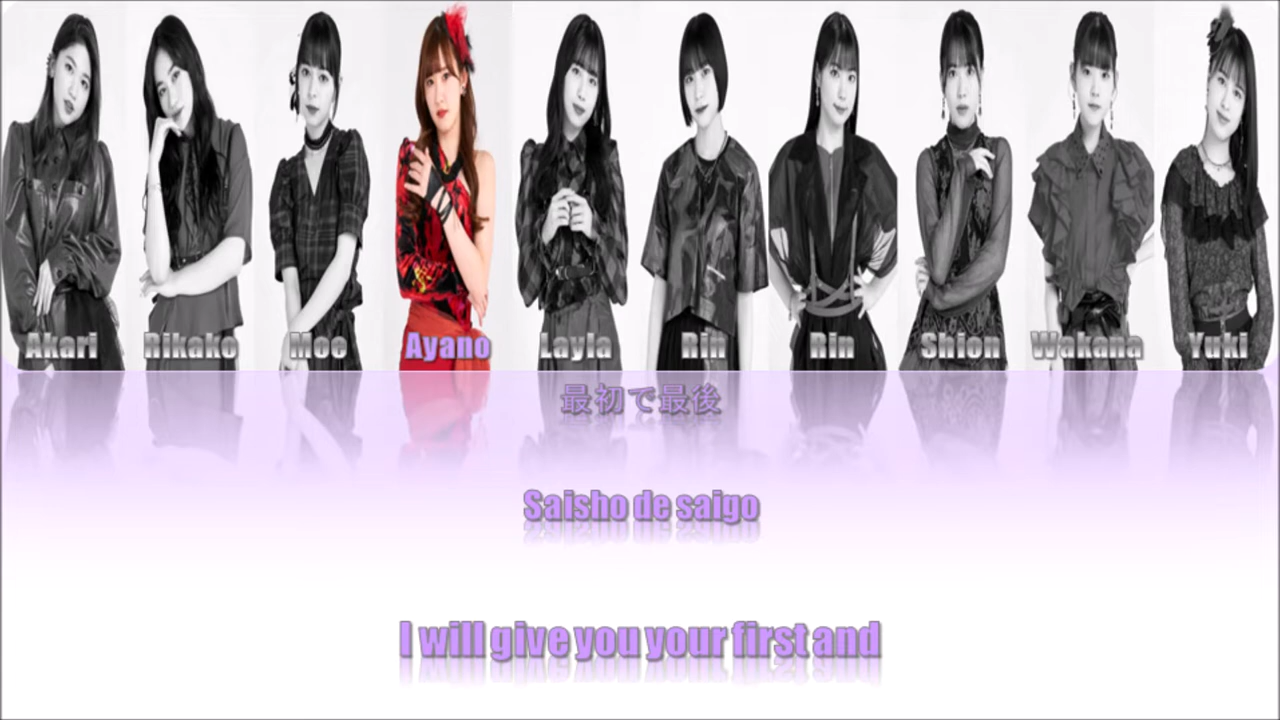 Akari Rikako Moe Ayano Layla Rin Rin Shion Wakana Yuki
最初で最後
Saisho de saigo
I will give you your first and